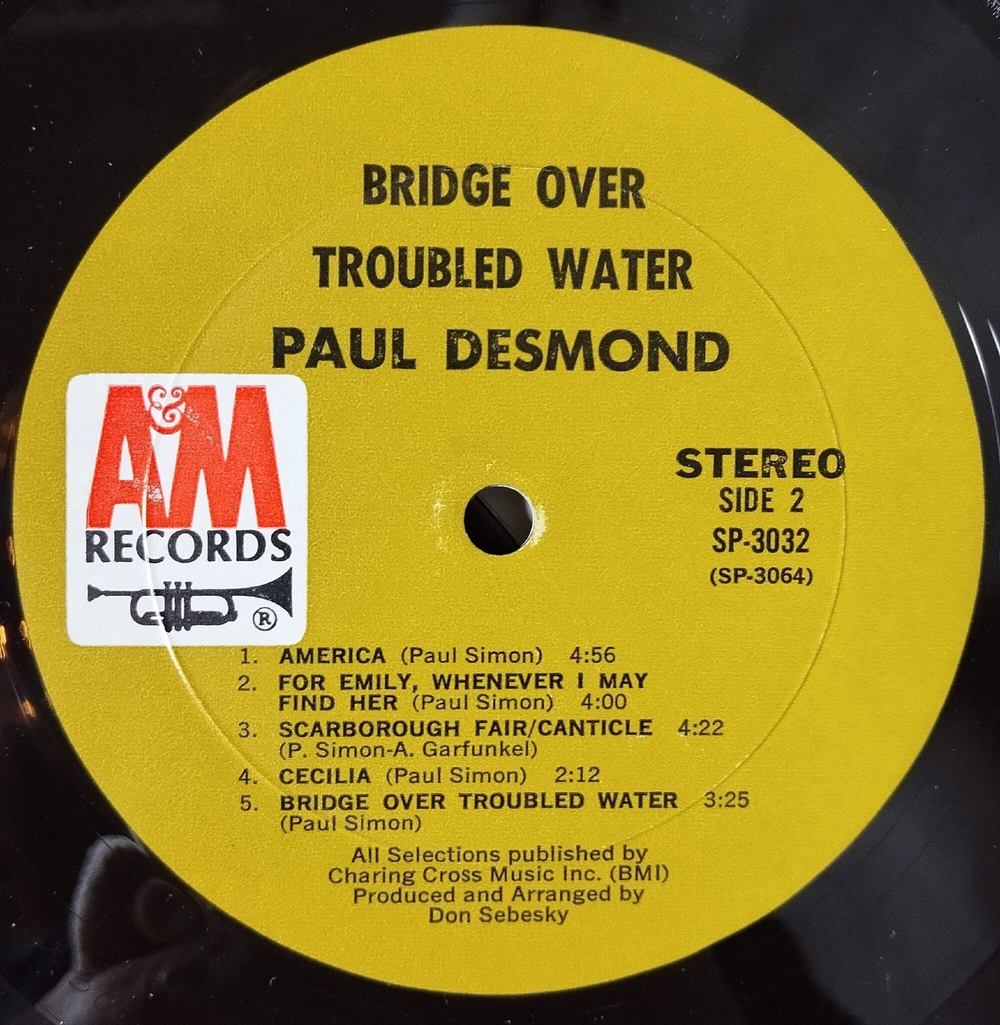 BRIDGE OVER
TROUBLED WATER
PAUL DESMOND
A&M
RECORDS
®
STEREO
SIDE 2
SP-3032
(SP-3064)
1. AMERICA (Paul Simon) 4:56
2. FOR EMILY, WHENEVER I MAY
FIND HER (Paul Simon) 4:00
3. SCARBOROUGH FAIR/CANTICLE 4:22
(P. Simon-A. Garfunkel)
4. CECILIA (Paul Simon) 2:12
5. BRIDGE OVER TROUBLED WATER 3:25
(Paul Simon)
All Selections published by
Charing Cross Music Inc. (BMI)
Produced and Arranged by
Don Sebesky